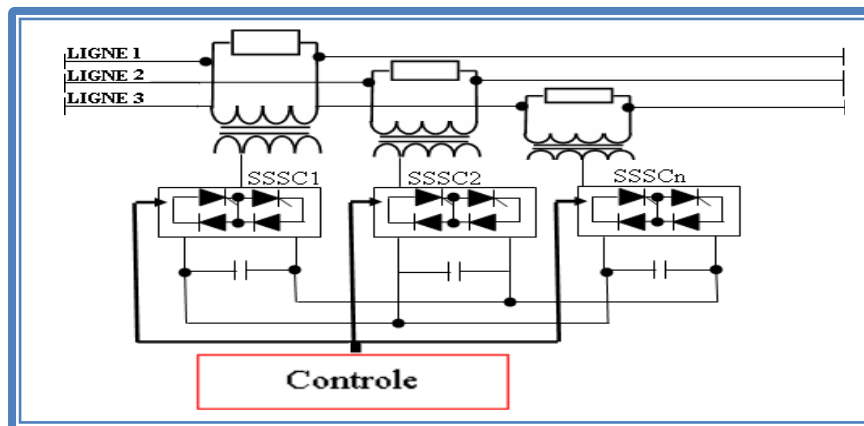 LIGNE 1
LIGNE 2
LIGNE 3
SSSC1
SSSC2
SSSCn
Controle